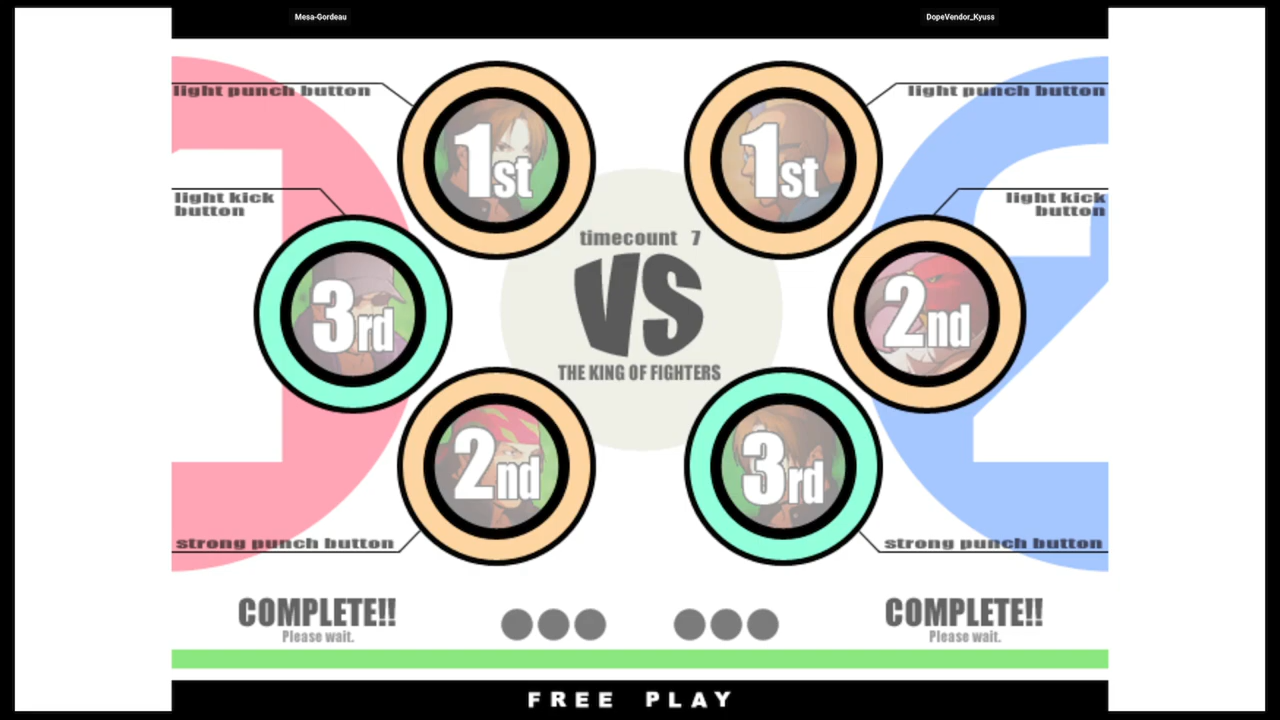 Mesa-Gordeau
DopeVendor_Kyuss
light punch button
light punch button
1st
1st
light kick
button
light kick
button
timecount 7
VS
THE KING OF FIGHTERS
3rd
2nd
2nd
3rd
strong punch button
strong punch button
COMPLETE!!
Please wait.
COMPLETE!!
Please wait.
FREE PLAY